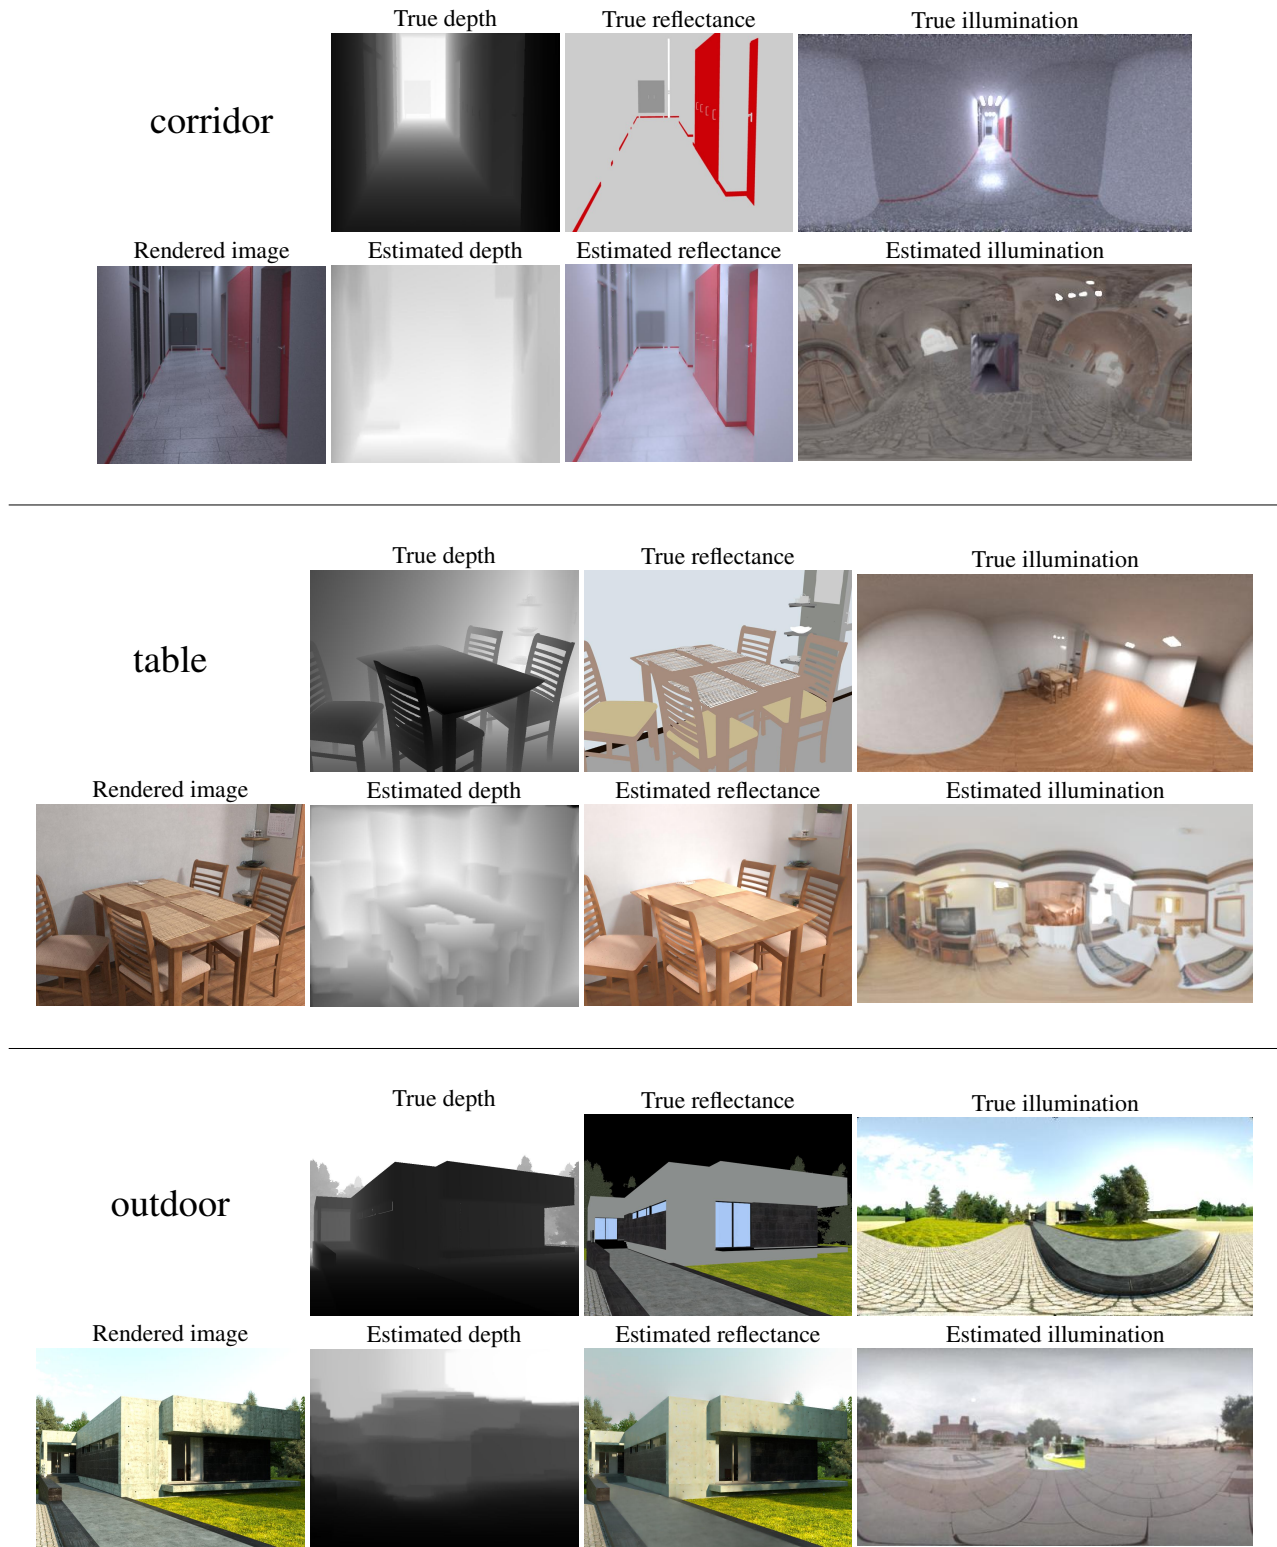 True depth True reflectance True illumination
corridor
Rendered image Estimated depth Estimated reflectance Estimated illumination
True depth True reflectance True illumination
table
Rendered image Estimated depth Estimated reflectance Estimated illumination
True depth True reflectance True illumination
outdoor
Rendered image Estimated depth Estimated reflectance Estimated illumination